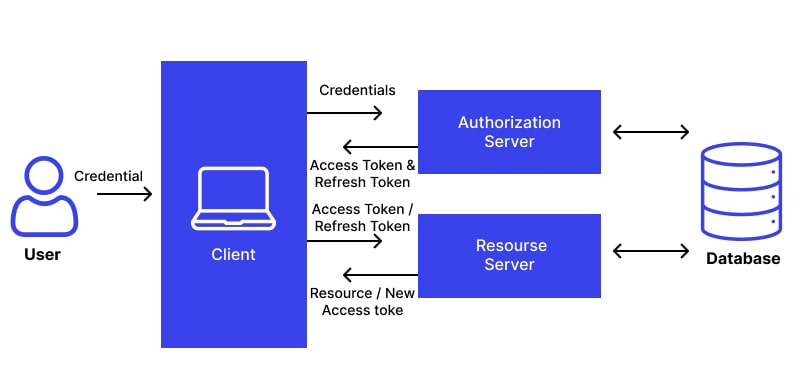 Credential
User
Client
Credentials
Access Token &
Refresh Token
Access Token /
Refresh Token
Resource / New
Access toke
Authorization
Server
Resourse
Server
Database